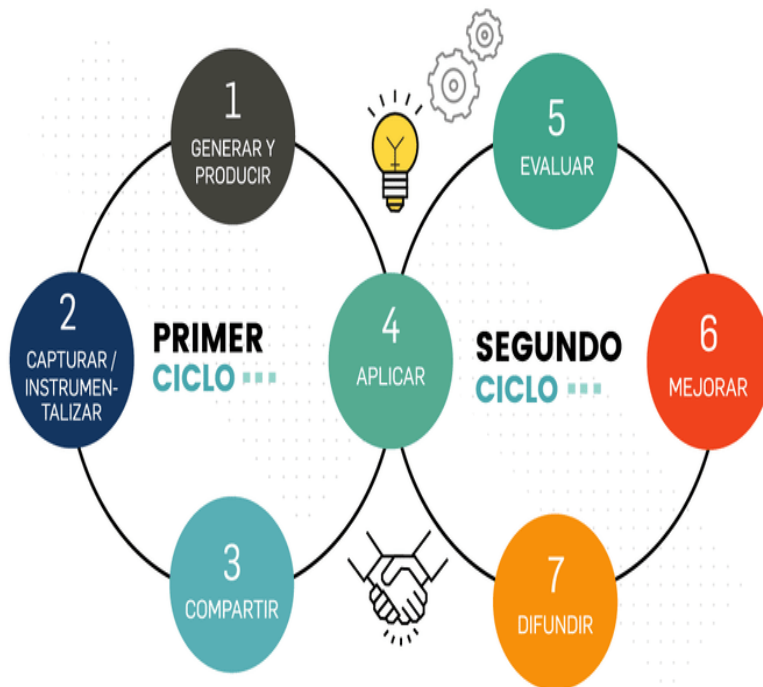 1
GENERAR Y
PRODUCIR
2
CAPTURAR /
INSTRUMEN-
TALIZAR
3
COMPARTIR
PRIMER
CICLO
4
APLICAR
5
EVALUAR
SEGUNDO
CICLO
6
MEJORAR
7
DIFUNDIR